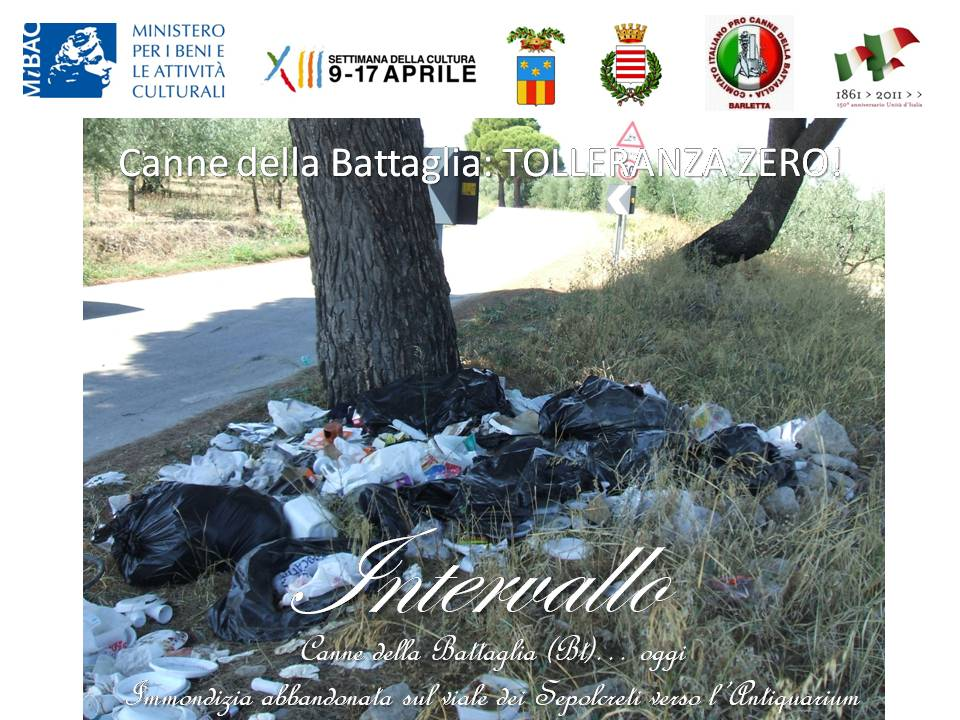 MiBAC
MINISTERO
PER I BENI E
LE ATTIVITÀ
CULTURALI
XIII SETTIMANA DELLA CULTURA
9-17 APRILE
COMITATO ITALIANO PRO CANNE DELLA BATTAGLIA
BARLETTA
1861 > 2011 > >
150° anniversario Unità d'Italia
Canne della Battaglia: TOLLERANZA ZERO!
Intervallo
Canne della Battaglia (Bt)... oggi
Immondizia abbandonata sul viale dei Sepolcreti verso l'Antiquarium